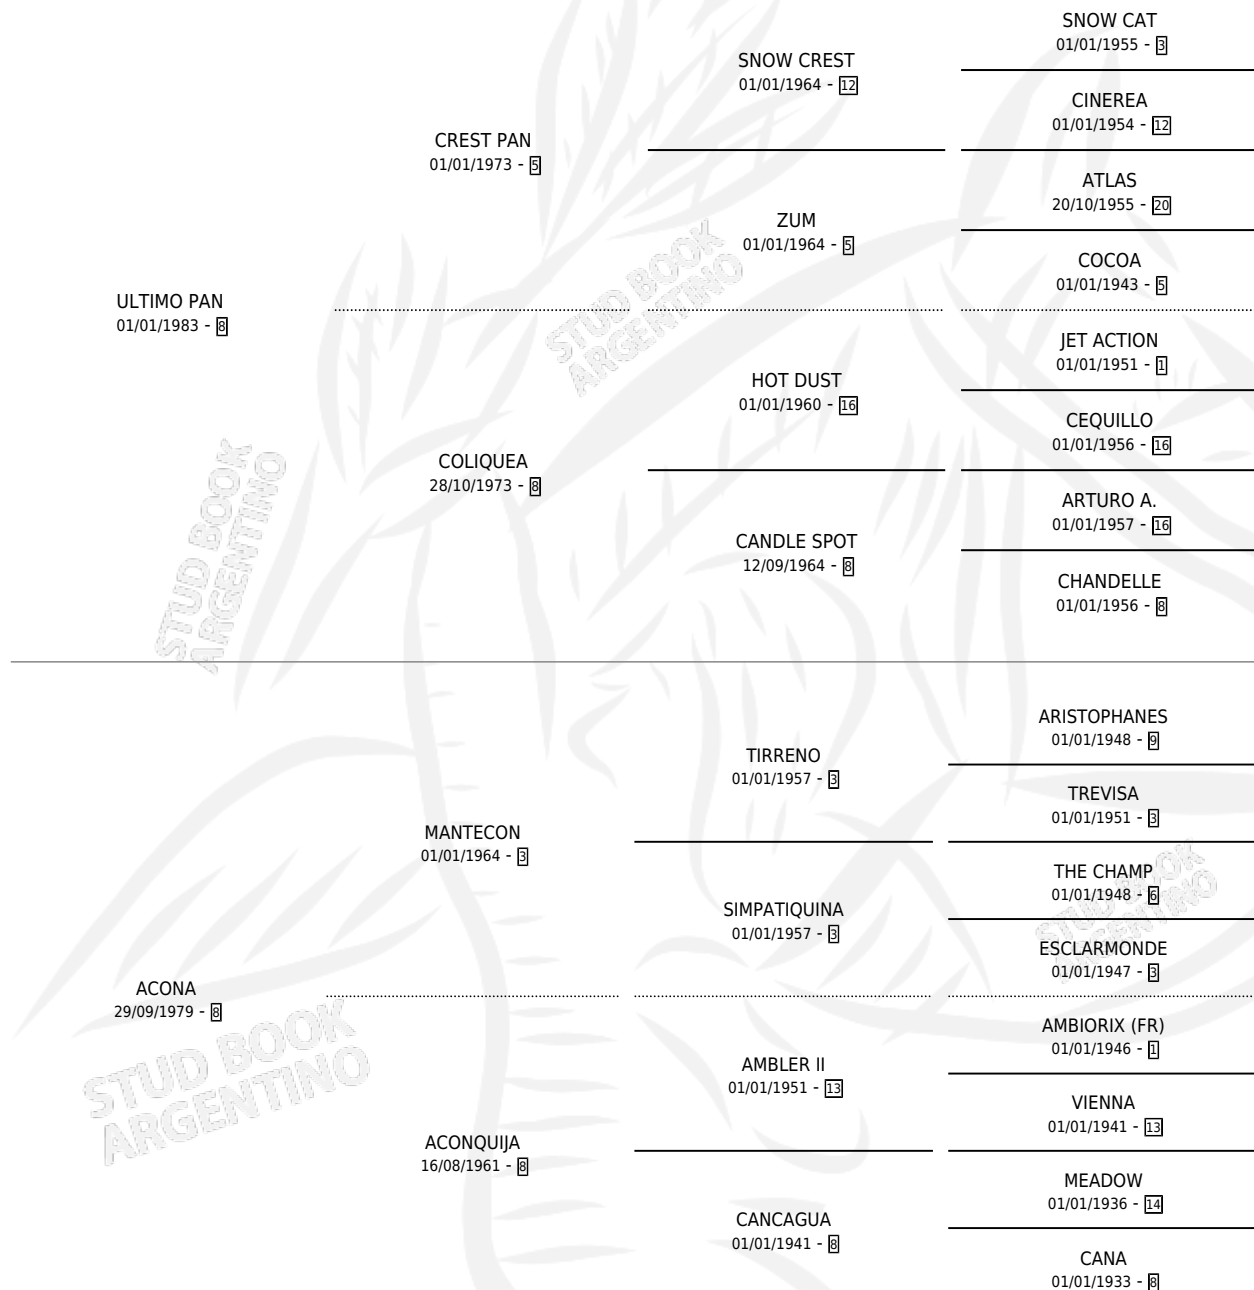 SNOW CAT
01/01/1955 - 3
SNOW CREST
01/01/1964 - 12
CINEREA
01/01/1954 - 12
CREST PAN
01/01/1973 - 5
ATLAS
20/10/1955 - 20
ZUM
01/01/1964 - 5
COCOA
01/01/1943 - 5
ULTIMO PAN
01/01/1983 - 8
JET ACTION
01/01/1951 - 1
HOT DUST
01/01/1960 - 16
CEQUILLO
01/01/1956 - 16
COLIQUEA
28/10/1973 - 8
ARTURO A.
01/01/1957 - 16
CANDLE SPOT
12/09/1964 - 8
CHANDELLE
01/01/1956 - 8
STUD BOOK
ARGENTINO
STUD BOOK
ARGENTINO
ARISTOPHANES
01/01/1948 - 9
TIRRENO
01/01/1957 - 3
TREVISA
01/01/1951 - 3
MANTECON
01/01/1964 - 3
THE CHAMP
01/01/1948 - 6
SIMPATIQUINA
01/01/1957 - 3
ESCLARMONDE
01/01/1947 - 3
STUD BOOK
ARGENTINO
ACONA
29/09/1979 - 8
AMBIORIX (FR)
01/01/1946 - 1
AMBLER II
01/01/1951 - 13
VIENNA
01/01/1941 - 13
ACONQUIJA
16/08/1961 - 8
MEADOW
01/01/1936 - 14
CANCAGUA
01/01/1941 - 8
CANA
01/01/1933 - 8
STUD BOOK
ARGENTINO